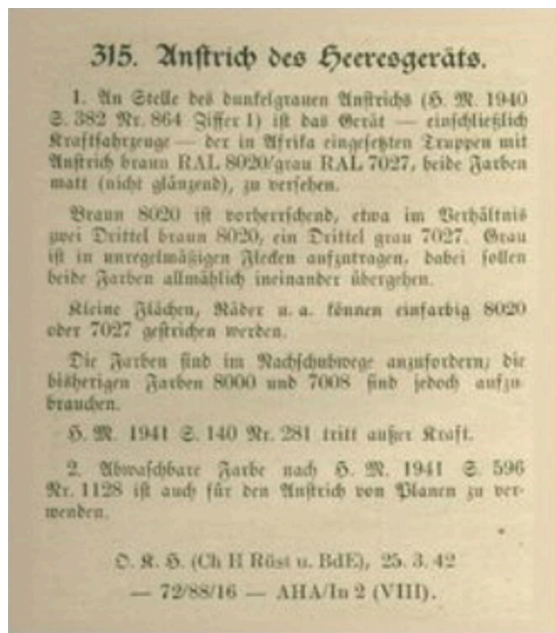 315. Anstrich des Heeresgeräts.
1. An Stelle des dunkelgrauen Anstrichs (H. M. 1940
S. 382 Nr. 864 Ziffer 1) ist das Gerät — einschließlich
Kraftfahrzeuge — der in Afrika eingesetzten Truppen mit
Anstrich braun RAL 8020/grau RAL 7027, beide Farben
matt (nicht glänzend), zu versehen.
Braun 8020 ist vorherrschend, etwa im Verhältnis
zwei Drittel braun 8020, ein Drittel grau 7027. Grau
ist in unregelmäßigen Flecken aufzutragen, dabei sollen
beide Farben allmählich ineinander übergehen.
Kleine Flächen, Räder u. a. können einfarbig 8020
oder 7027 gestrichen werden.
Die Farben sind im Nachschubwege anzufordern; die
bisherigen Farben 8000 und 7008 sind jedoch aufzu-
brauchen.
H. M. 1941 S. 140 Nr. 281 tritt außer Kraft.
2. Abwaschbare Farbe nach H. M. 1941 S. 596
Nr. 1128 ist auch für den Anstrich von Planen zu ver-
wenden.
O. K. H. (Ch H Rüst u. BdE), 25. 3. 42
— 72/88/16 — AHA/In 2 (VIII).